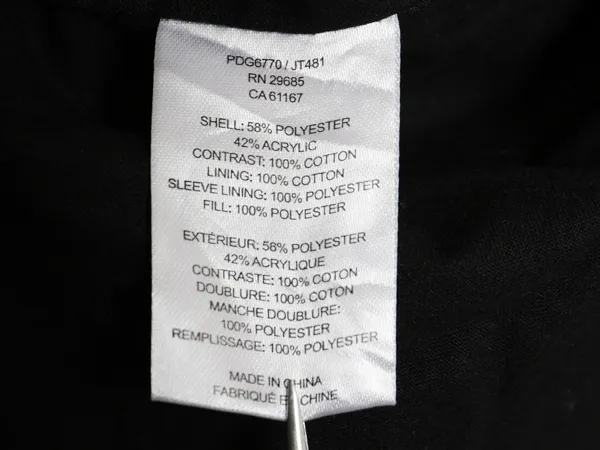 PDG6770 / JT481
RN 29685
CA 61167
SHELL: 58% POLYESTER
42% ACRYLIC
CONTRAST: 100% COTTON
LINING: 100% COTTON
SLEEVE LINING: 100% POLYESTER
FILL: 100% POLYESTER
EXTÉRIEUR: 58% POLYESTER
42% ACRYLIQUE
CONTRASTE: 100% COTON
DOUBLURE: 100% COTON
MANCHE DOUBLURE:
100% POLYESTER
REMPLISSAGE: 100% POLYESTER
MADE IN CHINA
FABRIQUÉ CHINE